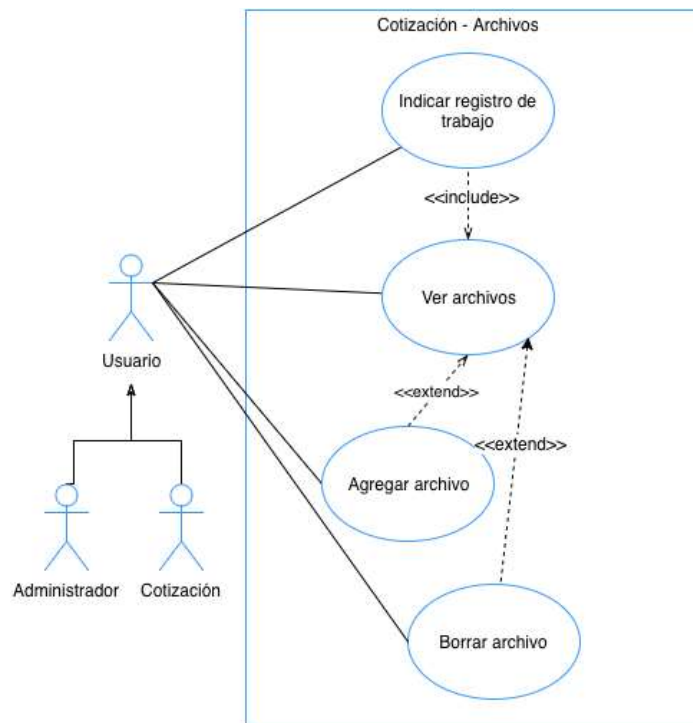 Cotización - Archivos
Indicar registro de
trabajo
<<include>>
Ver archivos
Usuario
<<extend>>
<<extend>>
Agregar archivo
Administrador
Cotización
Borrar archivo